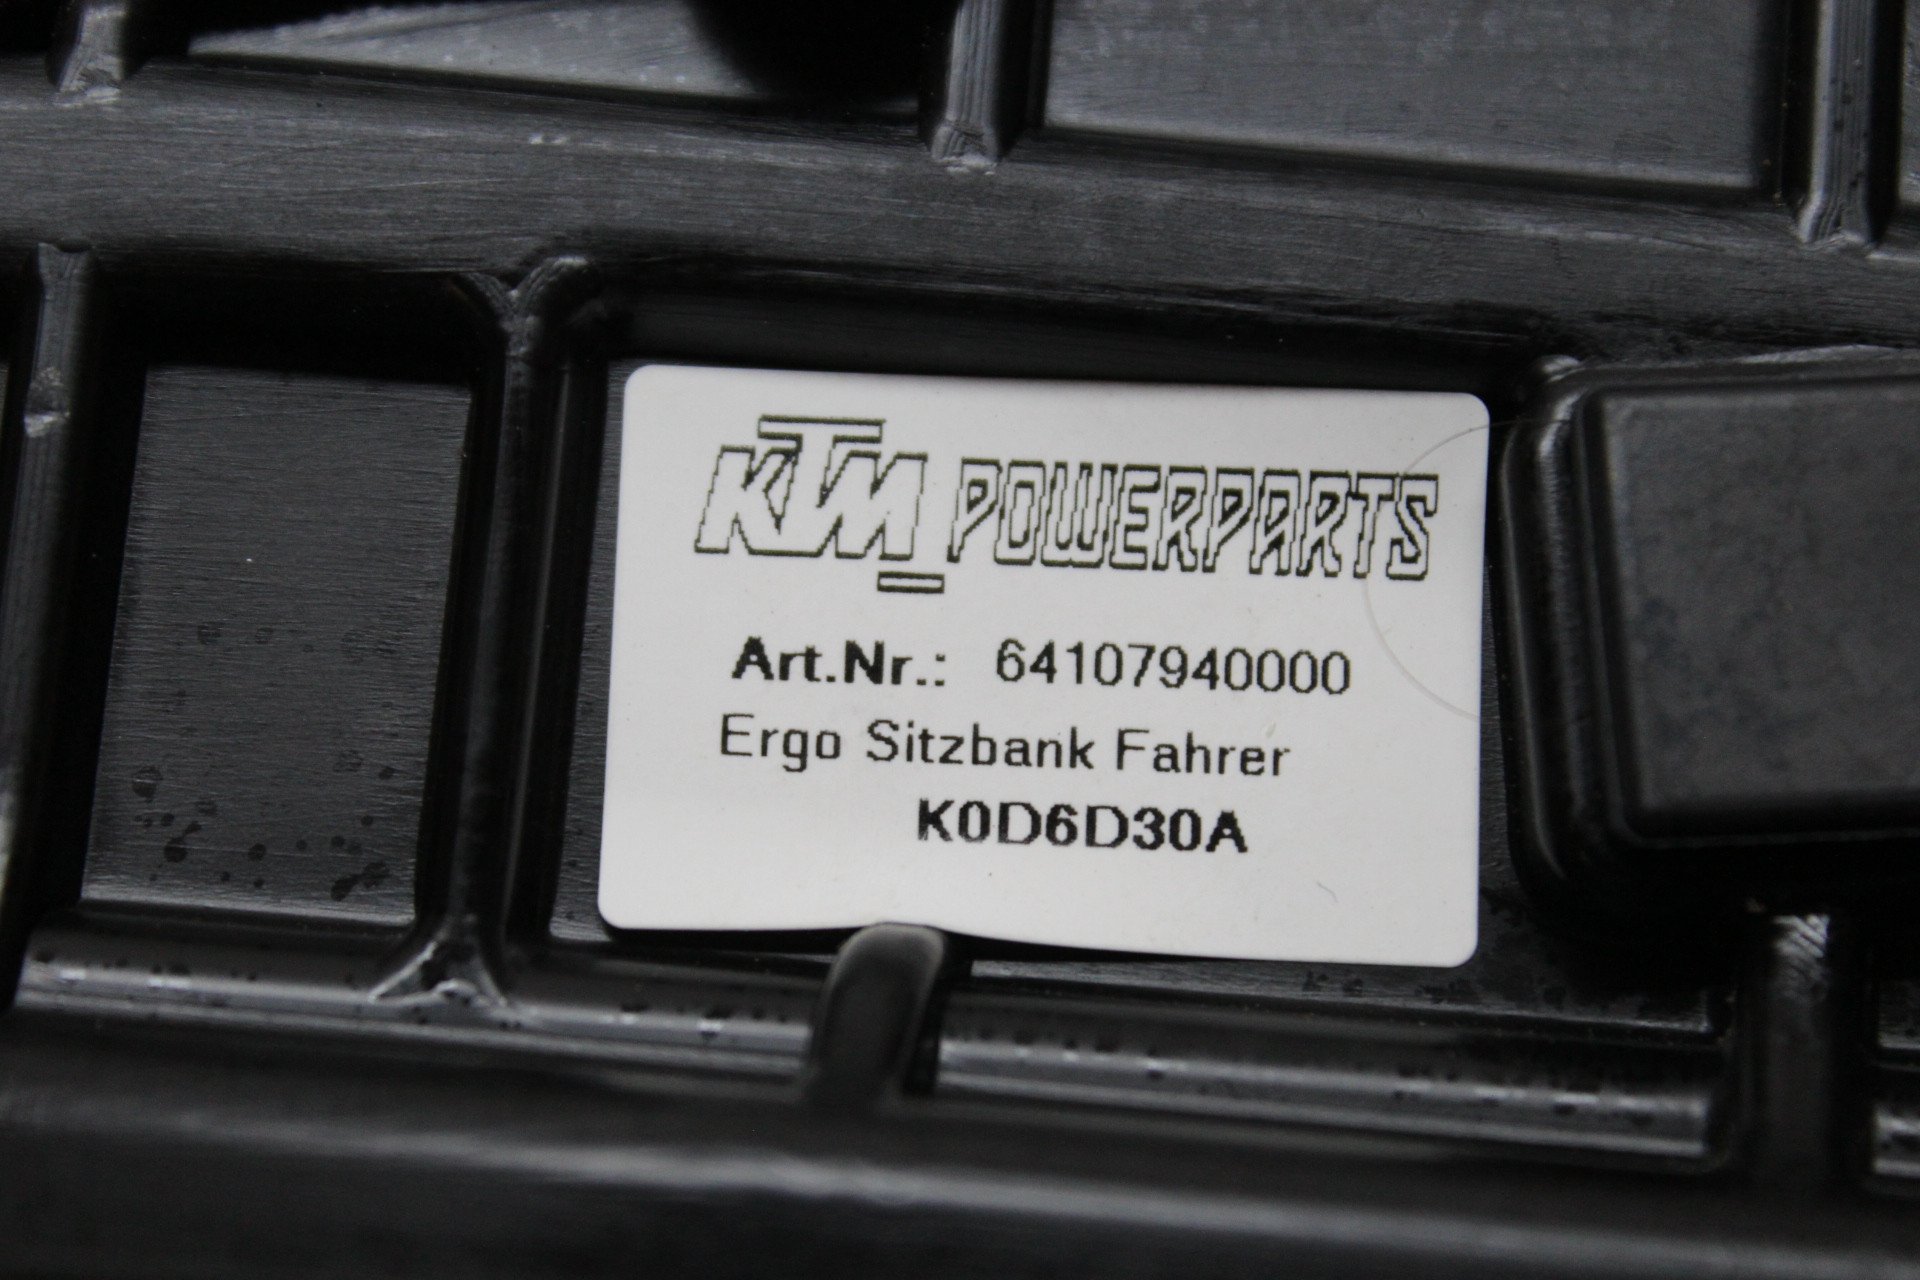 KTM POWERPARTS
Art.Nr.: 64107940000
Ergo Sitzbank Fahrer
K0D6D30A